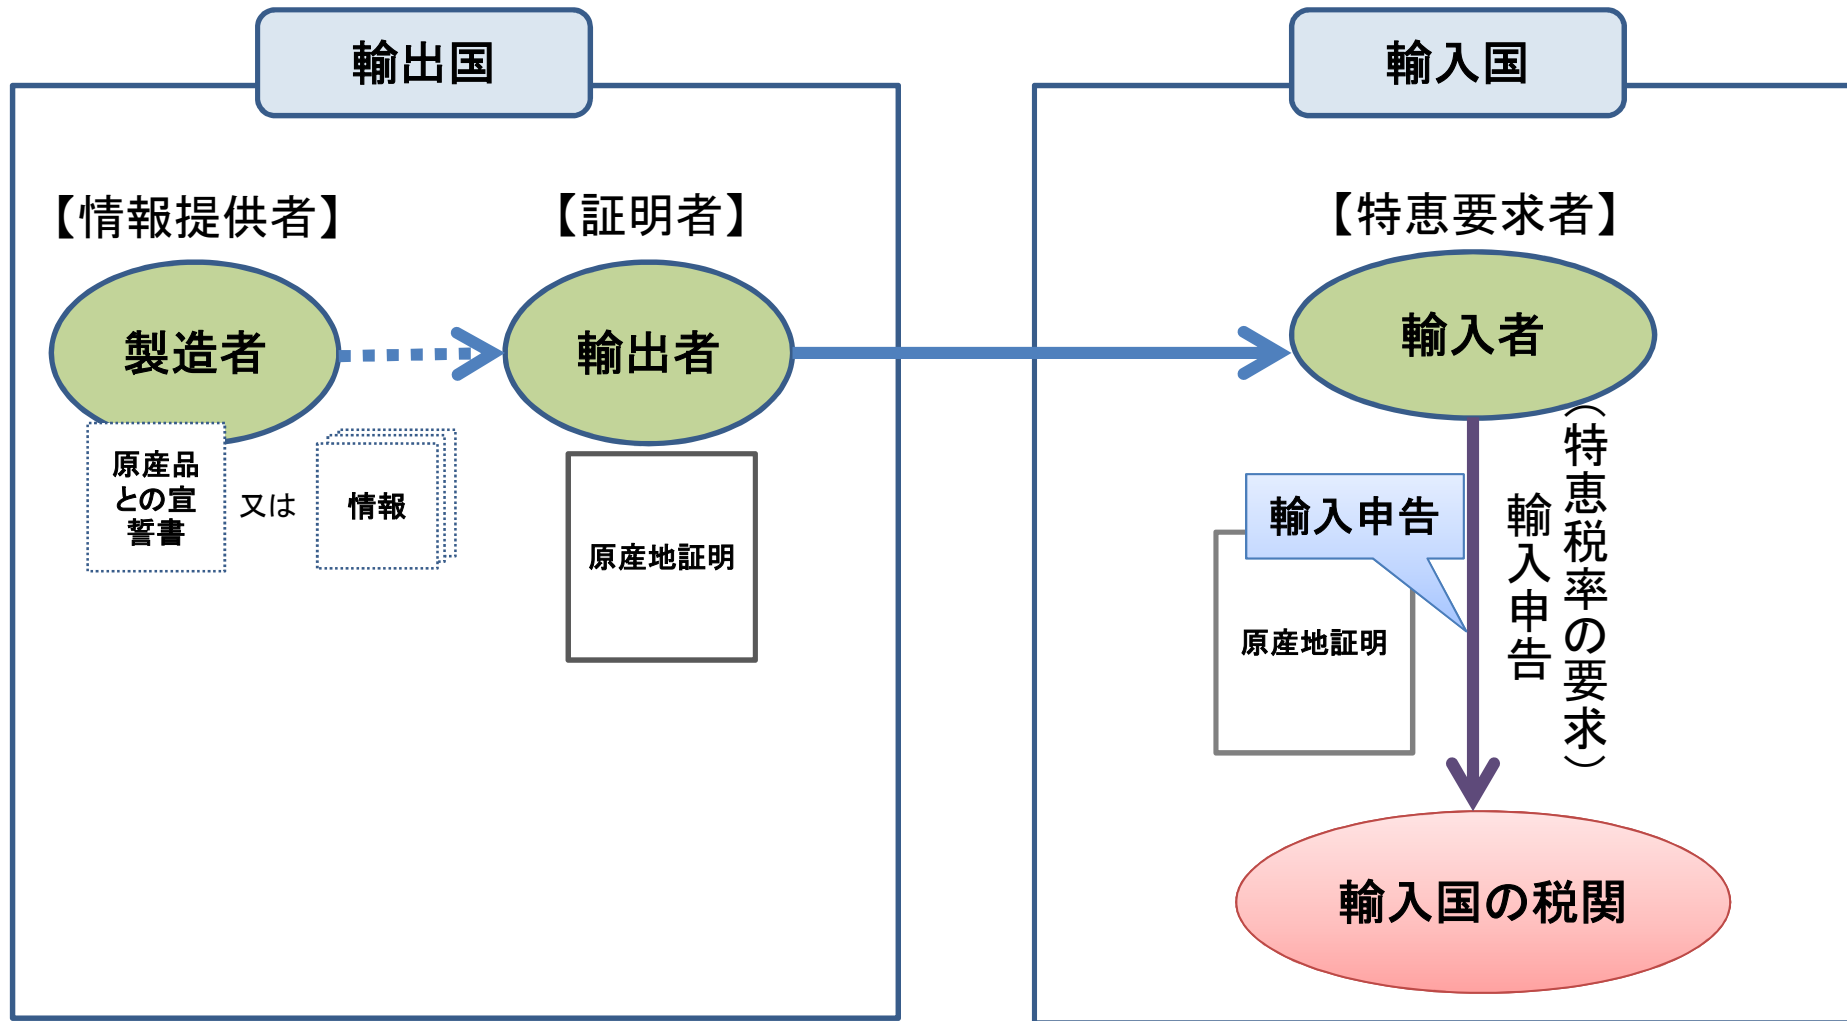 輸出国
【情報提供者】
【証明者】
製造者
輸出者
原産品
との宣
誓書
又は
情報
原産地証明
輸入国
【特恵要求者】
輸入者
輸入申告
原産地証明
輸入申告
（特恵税率の要求）
輸入国の税関